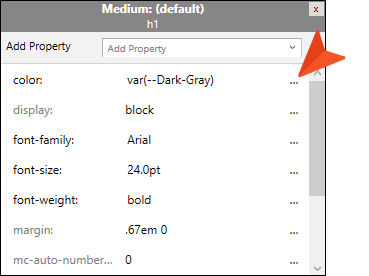 Medium: (default)
x
h1
Add Property Add Property
color: var(--Dark-Gray) ...
display: block
font-family: Arial ...
font-size: 24.0pt ...
font-weight: bold ...
margin: .67em 0 ...
mc-auto-number... 0 ...